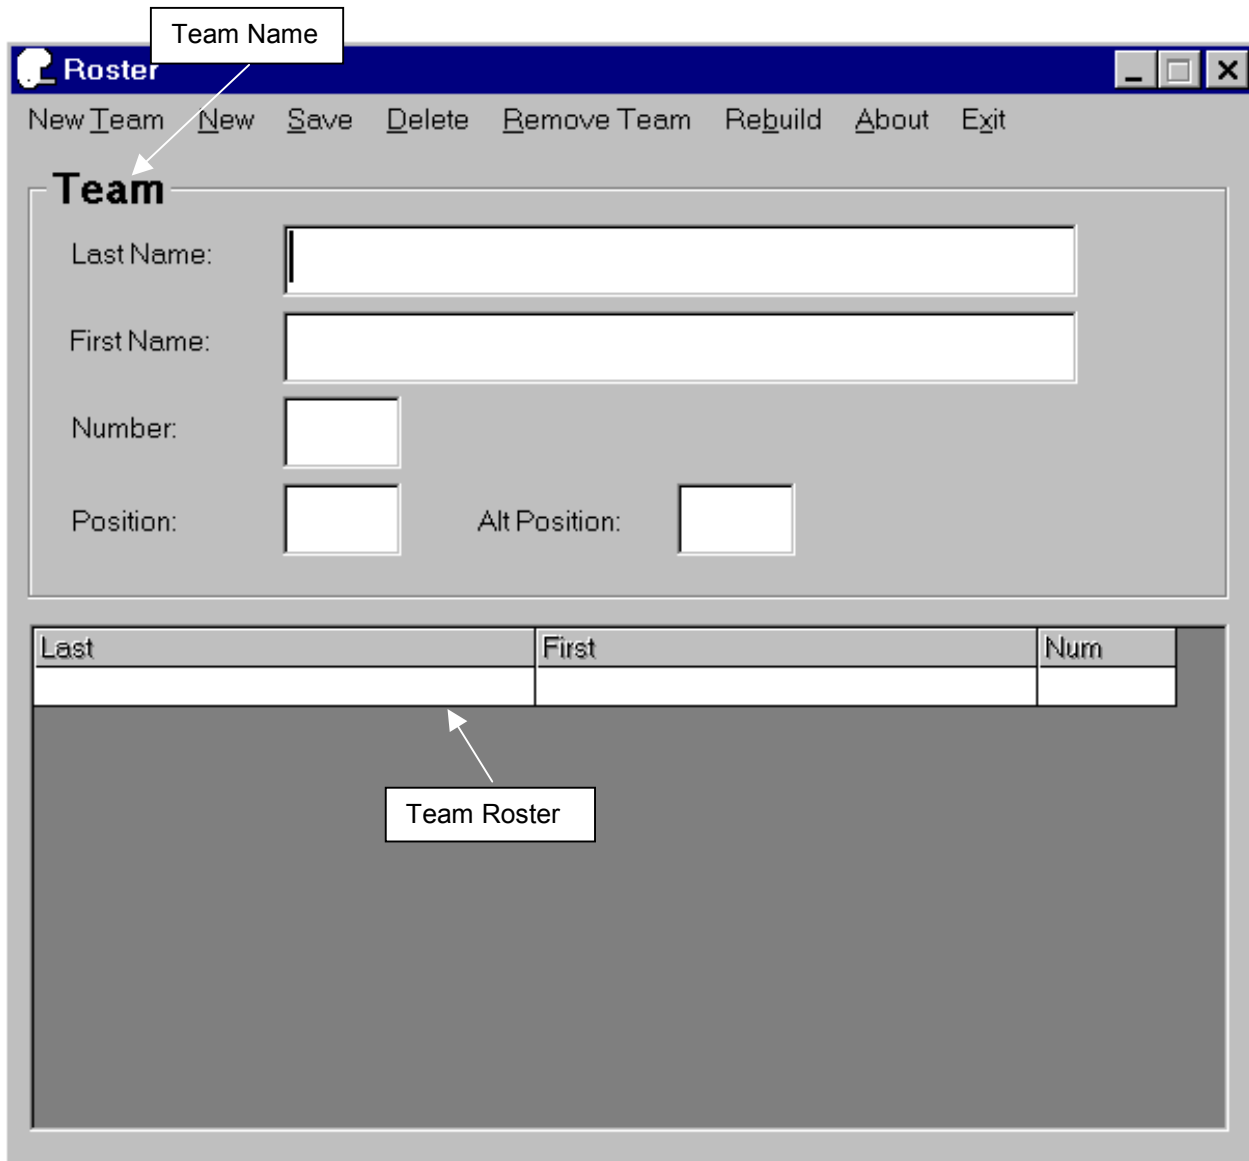 Team Name
Roster
New Team New Save Delete Remove Team Rebuild About Exit
Team
Last Name:
First Name:
Number:
Position: Alt Position:
Last First Num
Team Roster